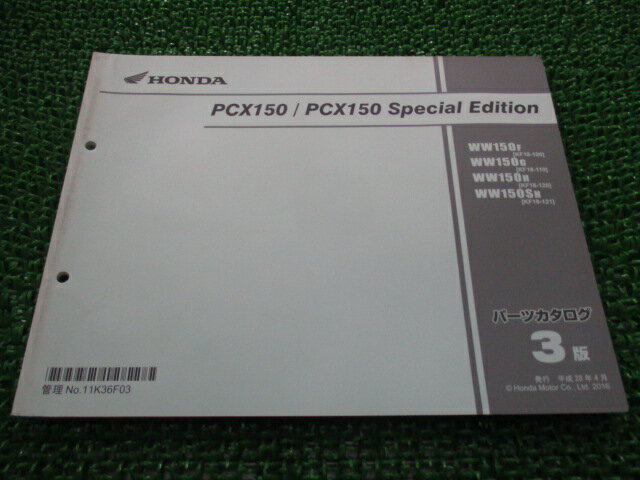 HONDA
PCX150 / PCX150 Special Edition
WW150F
[KF18-100]
WW150G
[KF18-110]
WW150H
[KF18-120]
WW150SH
[KF18-121]
パーツカタログ
3版
発行 平成28年4月
© Honda Motor Co., Ltd. 2016
管理 No.11K36F03